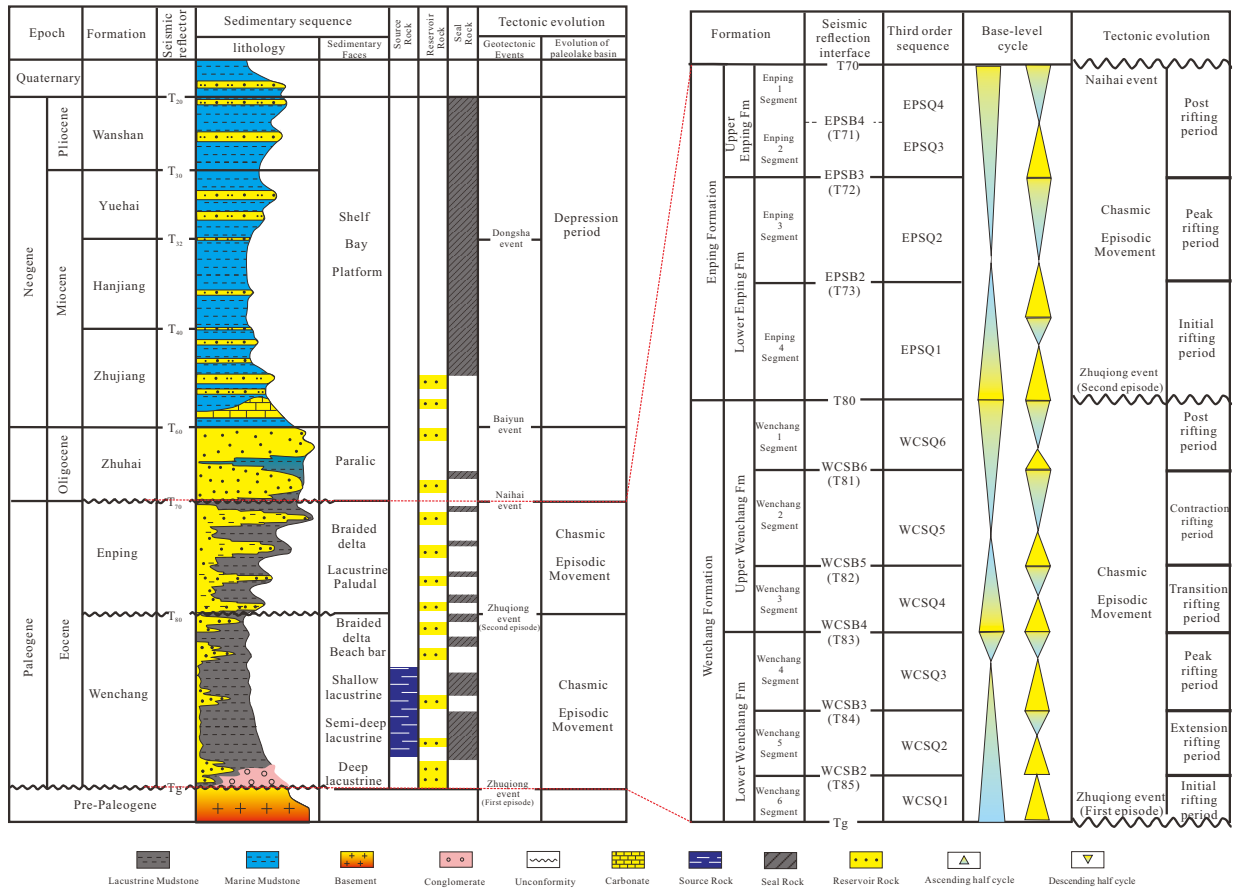 Epoch
Formation
Seismic
reflector
Sedimentary sequence
lithology
Sedimentary
Faces
Source
Rock
Reservoir
Rock
Seal
Rock
Tectonic evolution
Geotectonic
Events
Evolution of
paleolake basin
Quaternary
T20
Neogene
Pliocene
Wanshan
T30
Miocene
Yuehai
T32
Hanjiang
T40
Zhujiang
Shelf
Bay
Platform
Dongsha
event
Depression
period
T60
Baiyun
event
Paleogene
Oligocene
Zhuhai
Paralic
T70
Naihai
event
Eocene
Enping
Braided
delta
Lacustrine
Paludal
Chasmic
Episodic
Movement
T80
Zhuqiong
event
(Second episode)
Wenchang
Braided
delta
Beach bar
Shallow
lacustrine
Semi-deep
lacustrine
Deep
lacustrine
Chasmic
Episodic
Movement
Tg
Zhuqiong
event
(First episode)
Pre-Paleogene
Formation
Seismic
reflection
interface
Third order
sequence
Base-level
cycle
Tectonic evolution
T70
Enping Formation
Upper
Enping Fm
Enping
1
Segment
EPSQ4
Naihai event
Post
rifting
period
EPSB4
(T71)
Enping
2
Segment
EPSQ3
EPSB3
(T72)
Lower Enping Fm
Enping
3
Segment
EPSQ2
Chasmic
Episodic
Movement
Peak
rifting
period
EPSB2
(T73)
Enping
4
Segment
EPSQ1
Initial
rifting
period
Zhuqiong event
(Second episode)
T80
Wenchang Formation
Upper Wenchang Fm
Wenchang
1
Segment
WCSQ6
Post
rifting
period
WCSB6
(T81)
Wenchang
2
Segment
WCSQ5
Contraction
rifting
period
WCSB5
(T82)
Wenchang
3
Segment
WCSQ4
Chasmic
Episodic
Movement
Transition
rifting
period
WCSB4
(T83)
Lower Wenchang Fm
Wenchang
4
Segment
WCSQ3
Peak
rifting
period
WCSB3
(T84)
Wenchang
5
Segment
WCSQ2
Extension
rifting
period
WCSB2
(T85)
Wenchang
6
Segment
WCSQ1
Zhuqiong event
(First episode)
Initial
rifting
period
Tg
Lacustrine Mudstone
Marine Mudstone
Basement
Conglomerate
Unconformity
Carbonate
Source Rock
Seal Rock
Reservoir Rock
Ascending half cycle
Descending half cycle